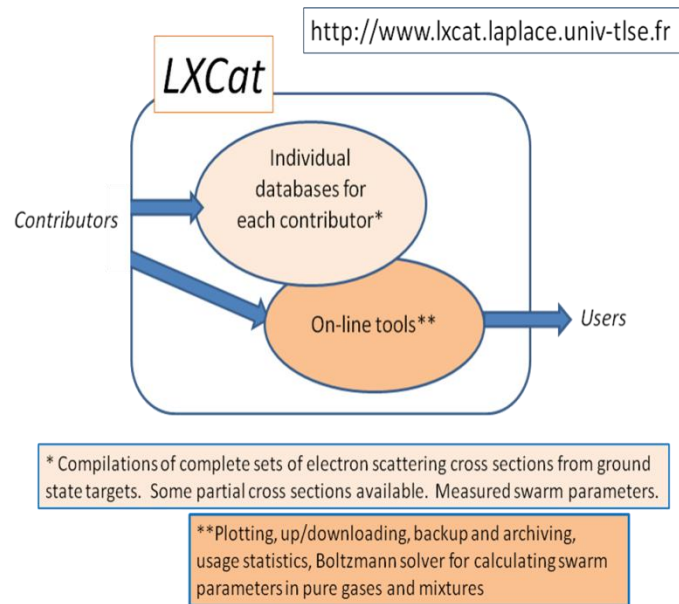 http://www.lxcat.laplace.univ-tlse.fr
LXCat
Individual
databases for
each contributor*
Contributors
On-line tools**
Users
* Compilations of complete sets of electron scattering cross sections from ground
state targets. Some partial cross sections available. Measured swarm parameters.
**Plotting, up/downloading, backup and archiving,
usage statistics, Boltzmann solver for calculating swarm
parameters in pure gases and mixtures